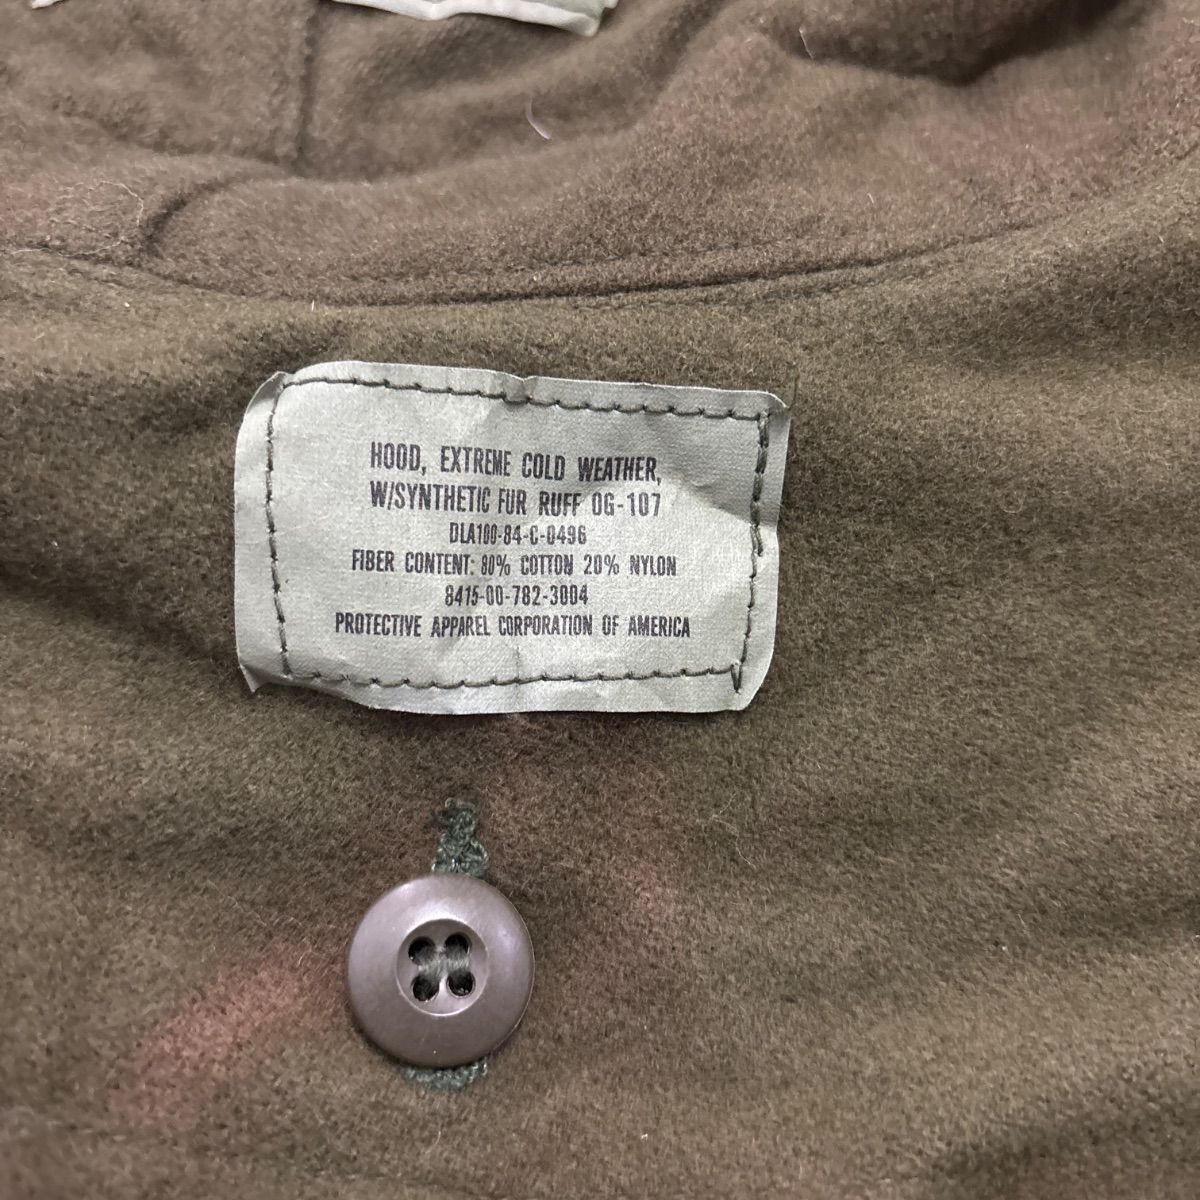 HOOD, EXTREME COLD WEATHER,
W/SYNTHETIC FUR RUFF OG-107
DLA100-84-C-0496
FIBER CONTENT: 80% COTTON 20% NYLON
8415-00-782-3004
PROTECTIVE APPAREL CORPORATION OF AMERICA